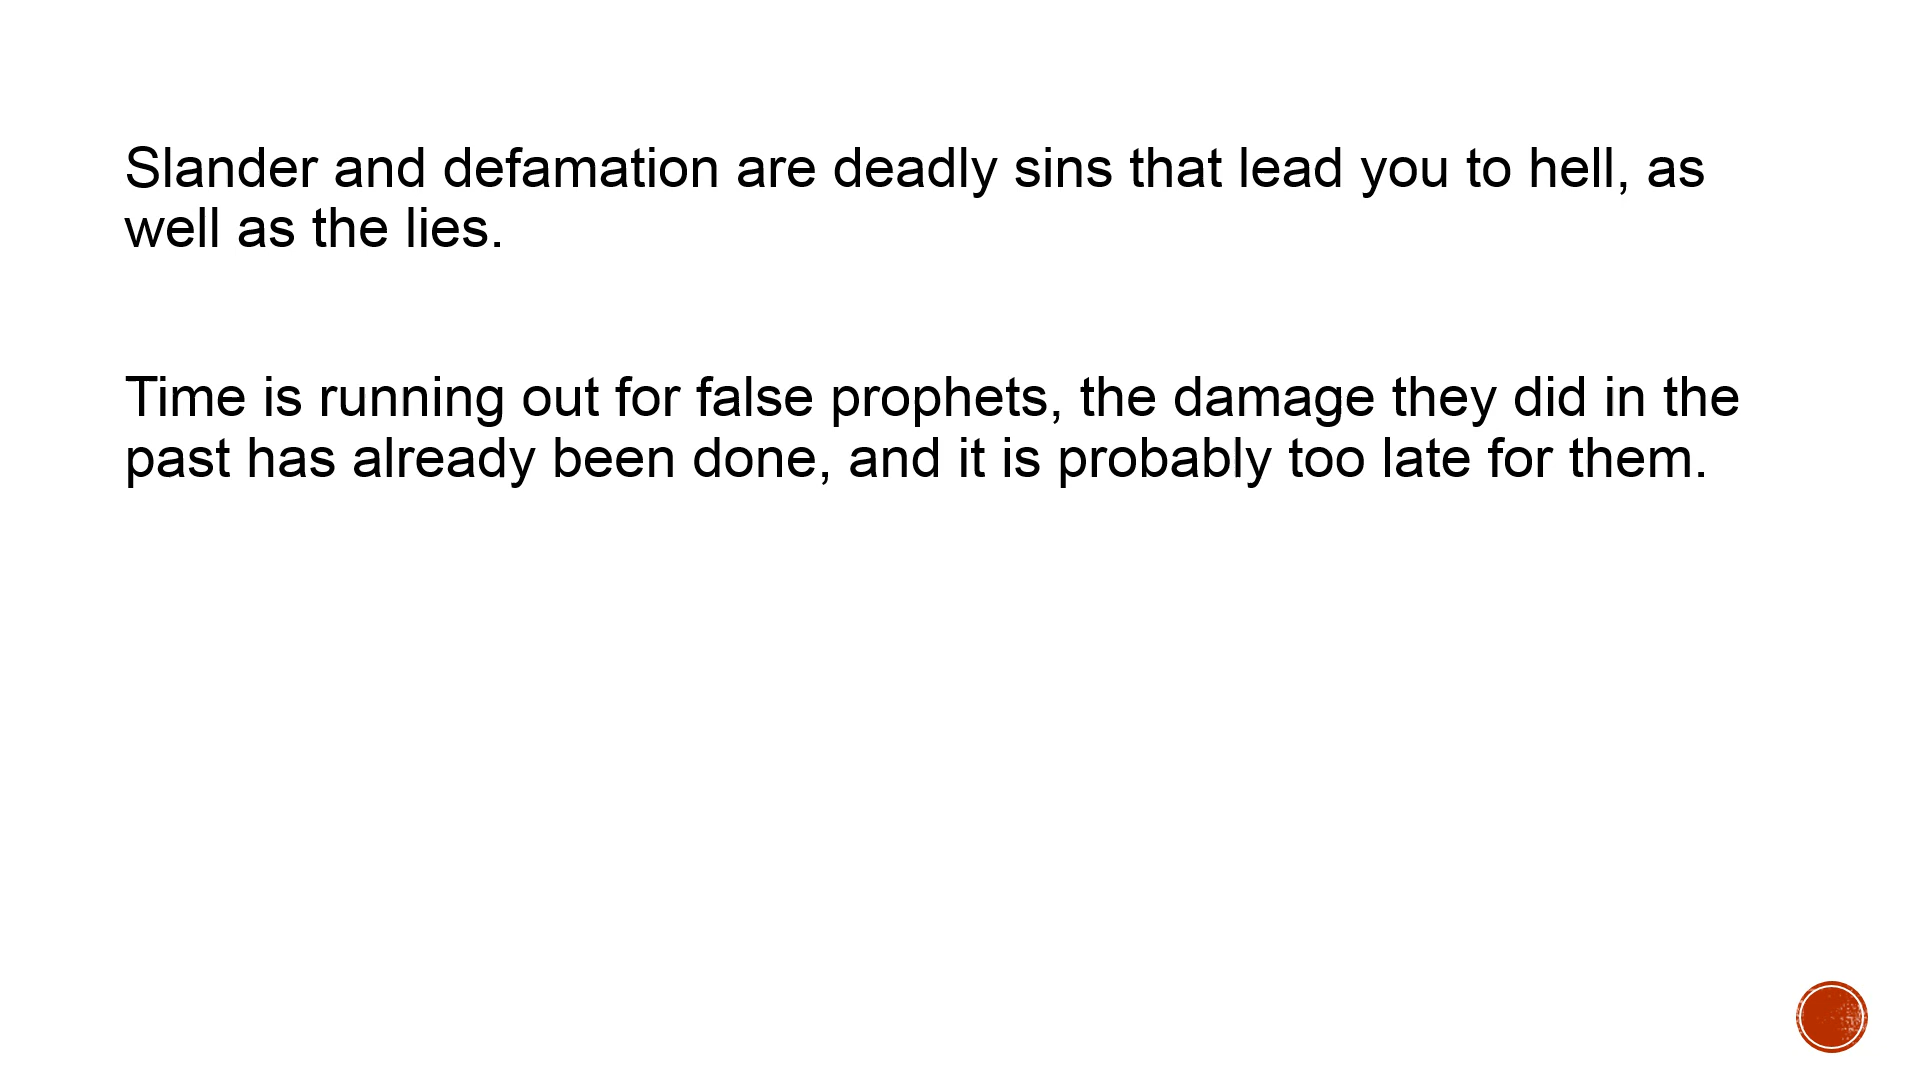 Slander and defamation are deadly sins that lead you to hell, as
well as the lies.
Time is running out for false prophets, the damage they did in the
past has already been done, and it is probably too late for them.